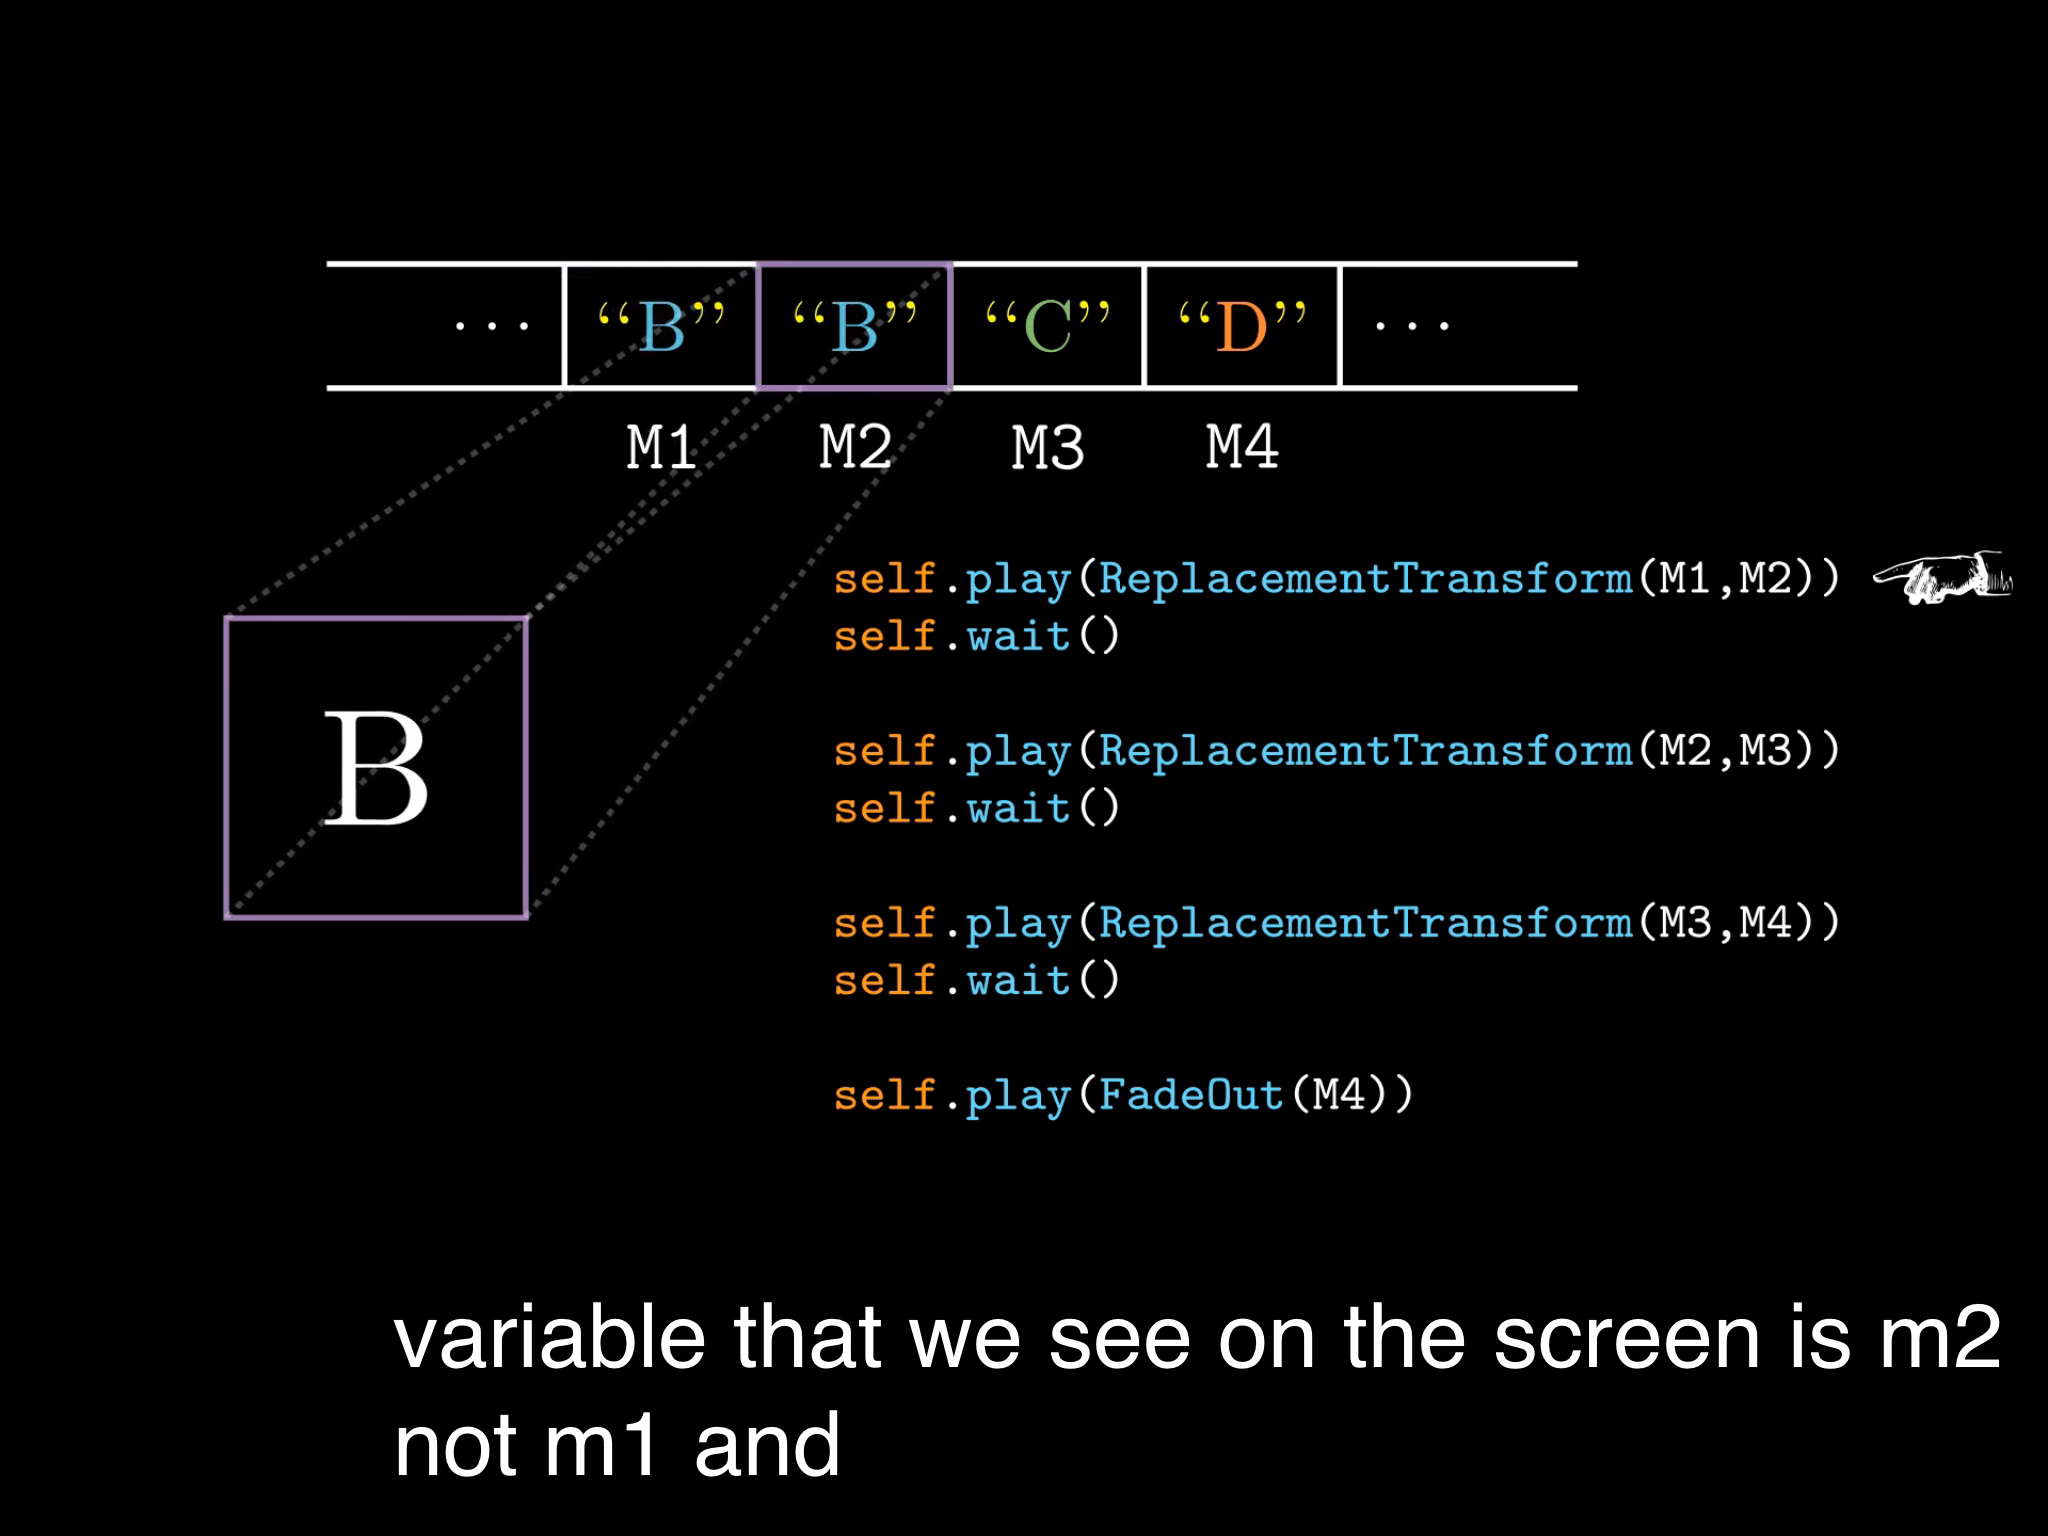 ··· “B” “B” “C” “D” ···
M1 M2 M3 M4
self.play(ReplacementTransform(M1,M2))
self.wait()
self.play(ReplacementTransform(M2,M3))
self.wait()
B
self.play(ReplacementTransform(M3,M4))
self.wait()
self.play(FadeOut(M4))
variable that we see on the screen is m2
not m1 and